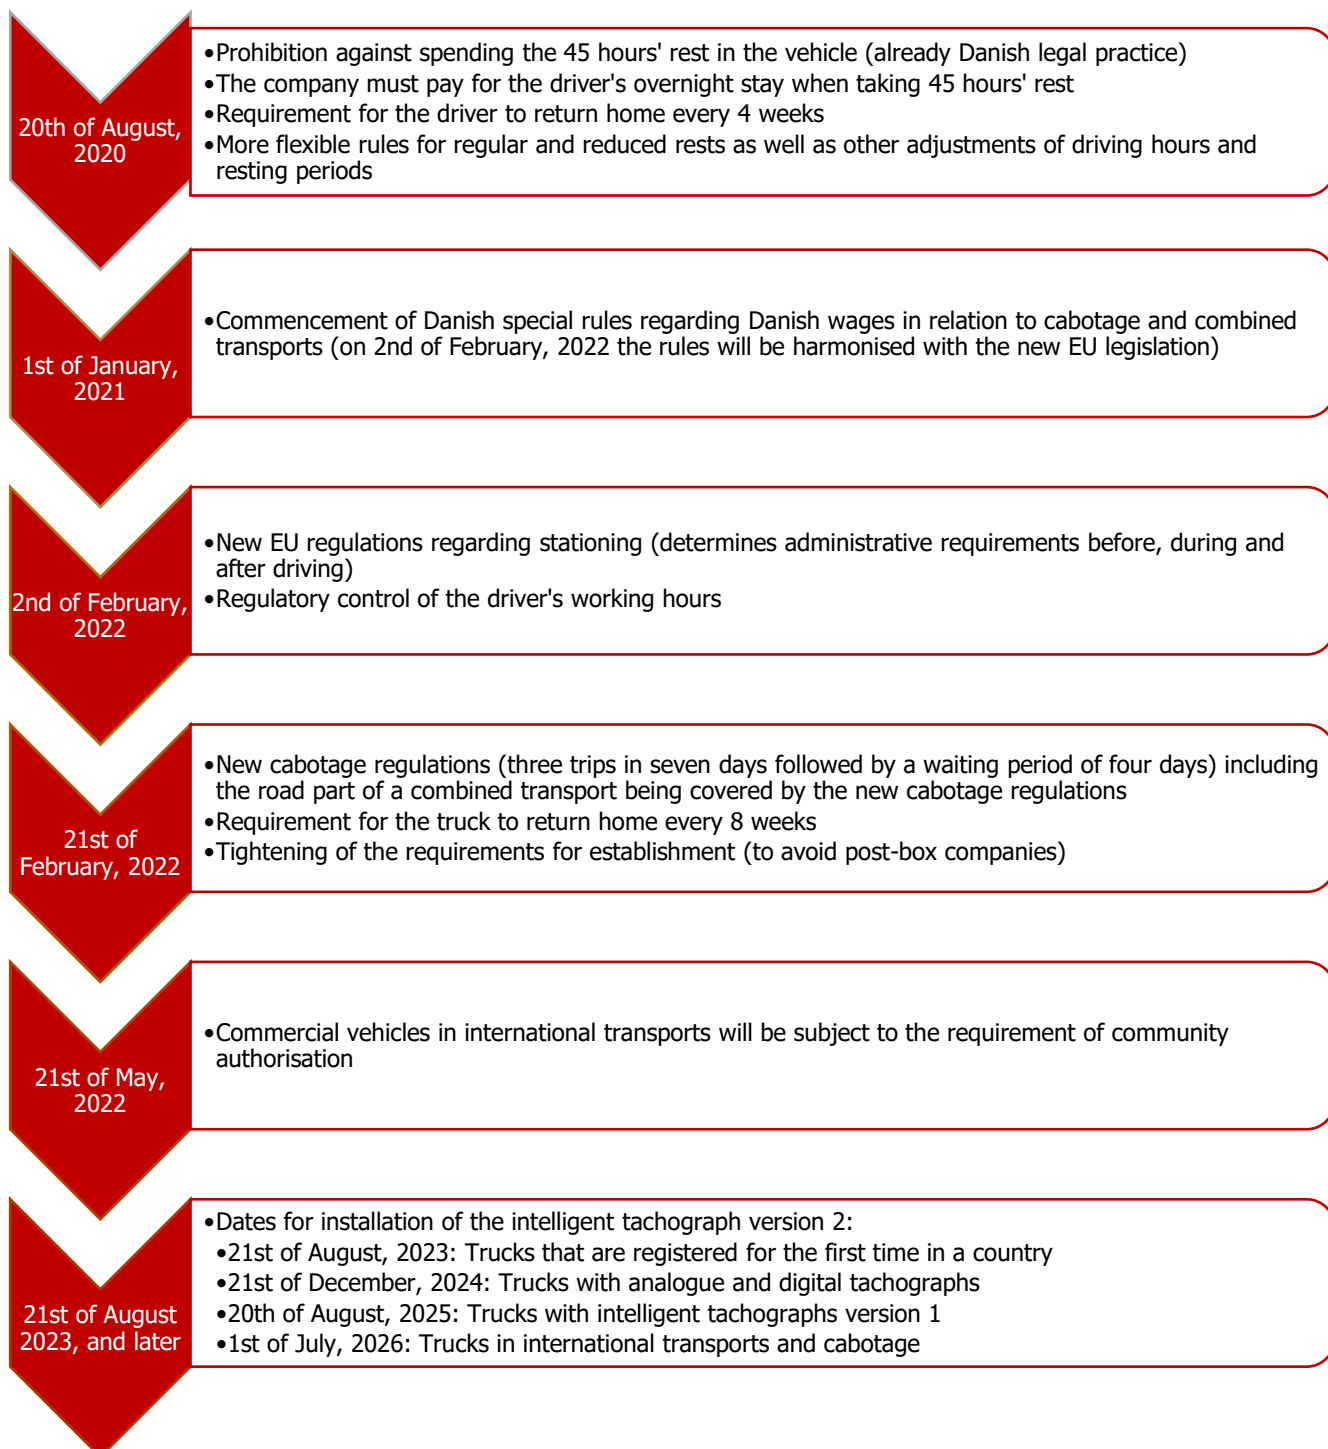 20th of August,
2020
•Prohibition against spending the 45 hours' rest in the vehicle (already Danish legal practice)
•The company must pay for the driver's overnight stay when taking 45 hours' rest
•Requirement for the driver to return home every 4 weeks
•More flexible rules for regular and reduced rests as well as other adjustments of driving hours and
resting periods
1st of January,
2021
•Commencement of Danish special rules regarding Danish wages in relation to cabotage and combined
transports (on 2nd of February, 2022 the rules will be harmonised with the new EU legislation)
2nd of February,
2022
•New EU regulations regarding stationing (determines administrative requirements before, during and
after driving)
•Regulatory control of the driver's working hours
21st of
February, 2022
•New cabotage regulations (three trips in seven days followed by a waiting period of four days) including
the road part of a combined transport being covered by the new cabotage regulations
•Requirement for the truck to return home every 8 weeks
•Tightening of the requirements for establishment (to avoid post-box companies)
21st of May,
2022
•Commercial vehicles in international transports will be subject to the requirement of community
authorisation
21st of August
2023, and later
•Dates for installation of the intelligent tachograph version 2:
•21st of August, 2023: Trucks that are registered for the first time in a country
•21st of December, 2024: Trucks with analogue and digital tachographs
•20th of August, 2025: Trucks with intelligent tachographs version 1
•1st of July, 2026: Trucks in international transports and cabotage